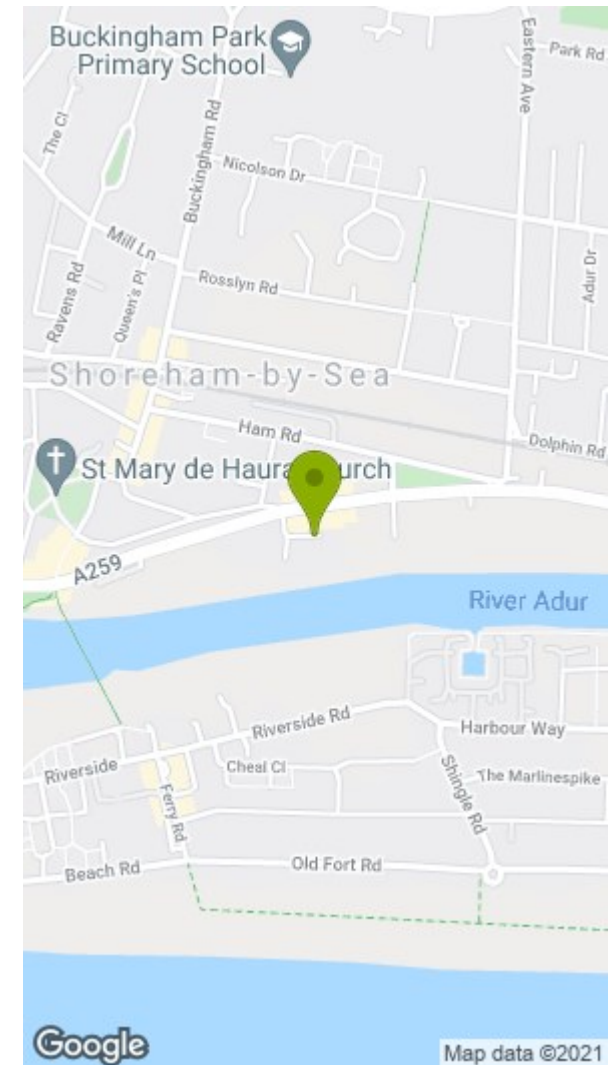 Buckingham Park
Primary School
Eastern Ave
Park Rd
The Cl
Buckingham Rd
Nicolson Dr
Mill Ln
Ravens Rd
Queen's Pl
Rosslyn Rd
Adur Dr
Shoreham-by-Sea
Ham Rd
Dolphin Rd
St Mary de Haura
urch
A259
River Adur
Riverside Rd
Harbour Way
Riverside
Cheal Cl
Shingle Rd
The Marlinespike
Ferry Rd
Beach Rd
Old Fort Rd
Google
Map data ©2021